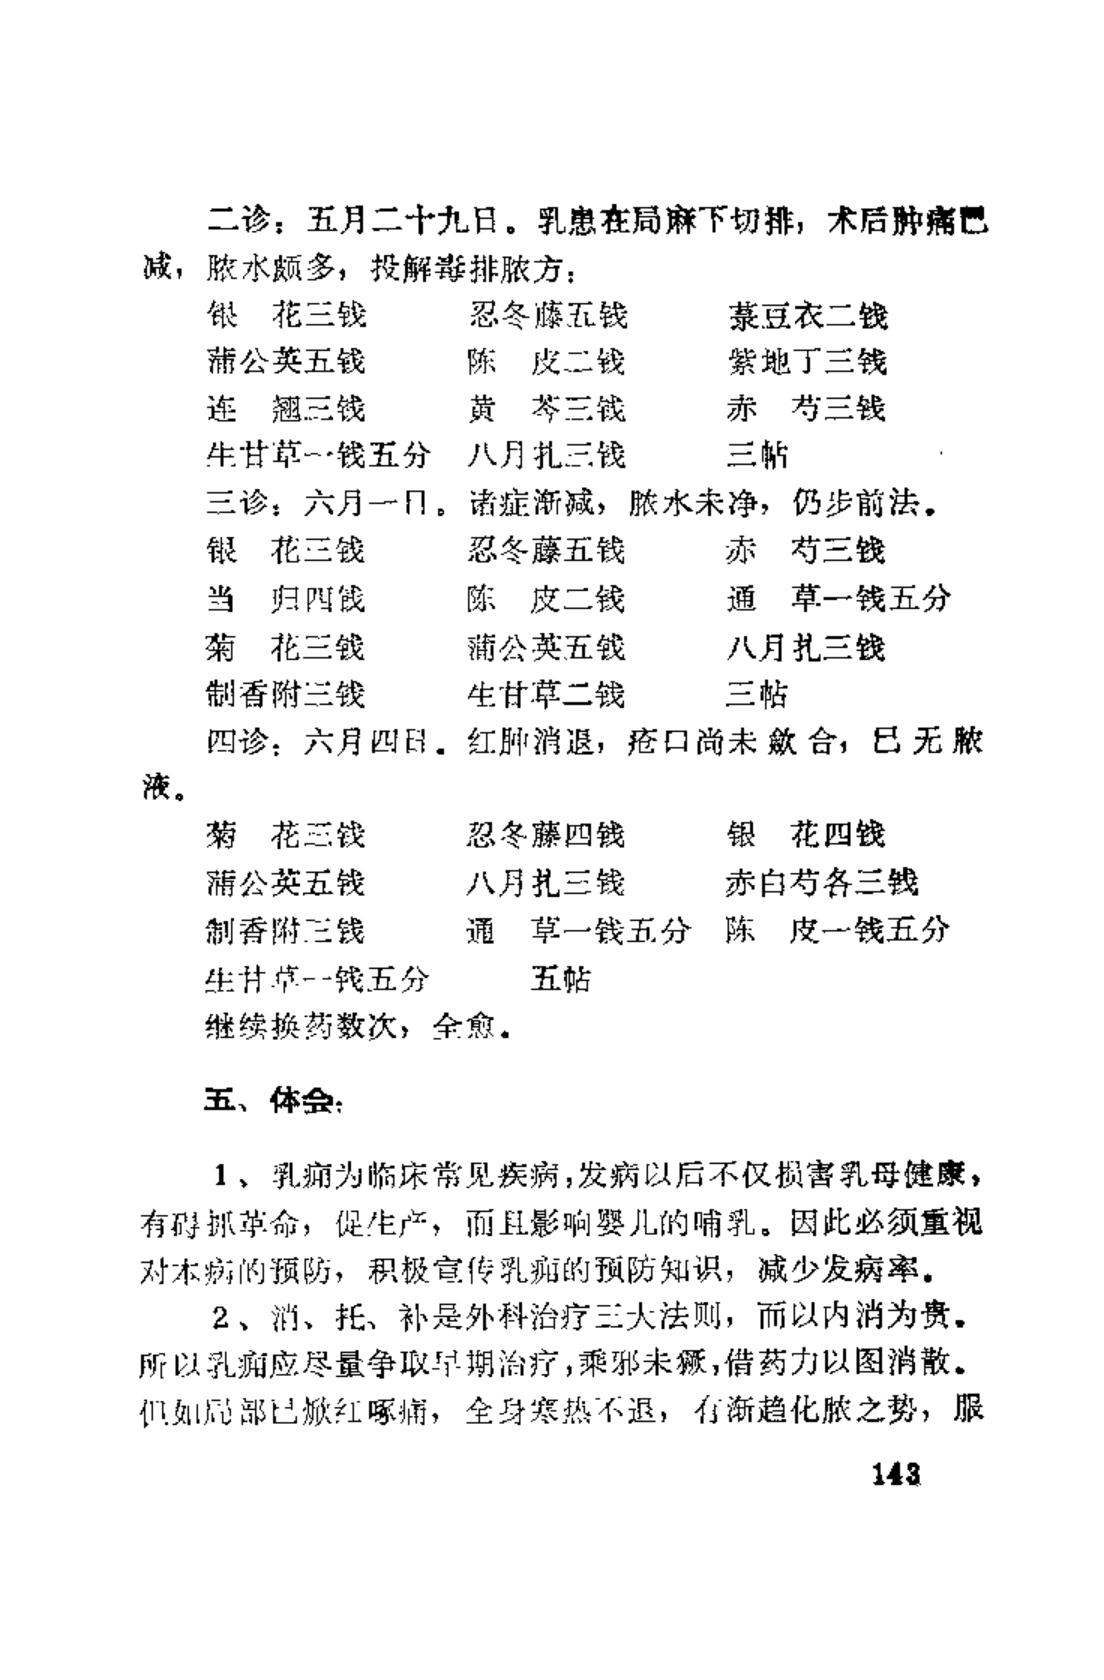 二诊：五月二十九日。乳患在局麻下切排，术后肿痛已
减，脓水颇多，投解毒排脓方：
银　花三钱　忍冬藤五钱　菉豆衣二钱
蒲公英五钱　陈　皮二钱　紫地丁三钱
连　翘三钱　黄　芩三钱　赤　芍三钱
生甘草一钱五分　八月扎三钱　三帖
三诊：六月一日。诸症渐减，脓水未净，仍步前法。
银　花三钱　忍冬藤五钱　赤　芍三钱
当　归四钱　陈　皮二钱　通　草一钱五分
菊　花三钱　蒲公英五钱　八月扎三钱
制香附三钱　生甘草二钱　三帖
四诊：六月四日。红肿消退，疮口尚未敛合，已无脓
液。
菊　花三钱　忍冬藤四钱　银　花四钱
蒲公英五钱　八月扎三钱　赤白芍各三钱
制香附三钱　通　草一钱五分　陈　皮一钱五分
生甘草一钱五分　五帖
继续换药数次，全愈。
五、体会：
1、乳痈为临床常见疾病，发病以后不仅损害乳母健康，
有碍抓革命，促生产，而且影响婴儿的哺乳。因此必须重视
对本病的预防，积极宣传乳痈的预防知识，减少发病率。
2、消、托、补是外科治疗三大法则，而以内消为贵。
所以乳痈应尽量争取早期治疗，乘邪未獗，借药力以图消散。
但如局部已焮红啄痛，全身寒热不退，有渐趋化脓之势，服
143